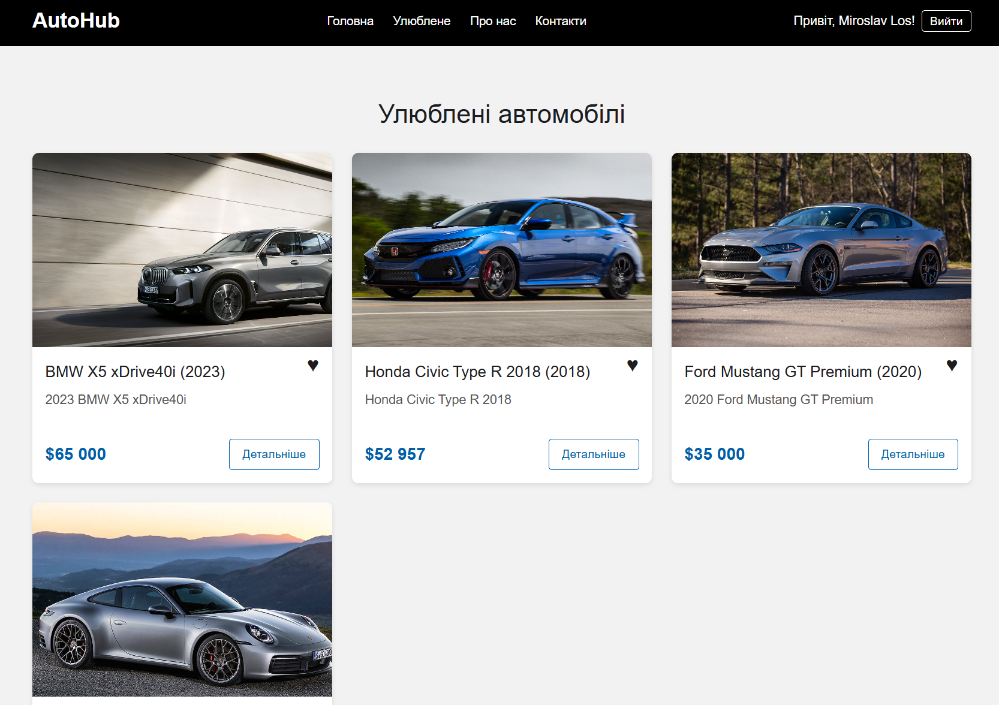 AutoHub
Головна Улюблене Про нас Контакти
Привіт, Miroslav Los! Вийти
Улюблені автомобілі
BMW X5 xDrive40i (2023) ♥
2023 BMW X5 xDrive40i
$65 000 Детальніше
Honda Civic Type R 2018 (2018) ♥
Honda Civic Type R 2018
$52 957 Детальніше
Ford Mustang GT Premium (2020) ♥
2020 Ford Mustang GT Premium
$35 000 Детальніше